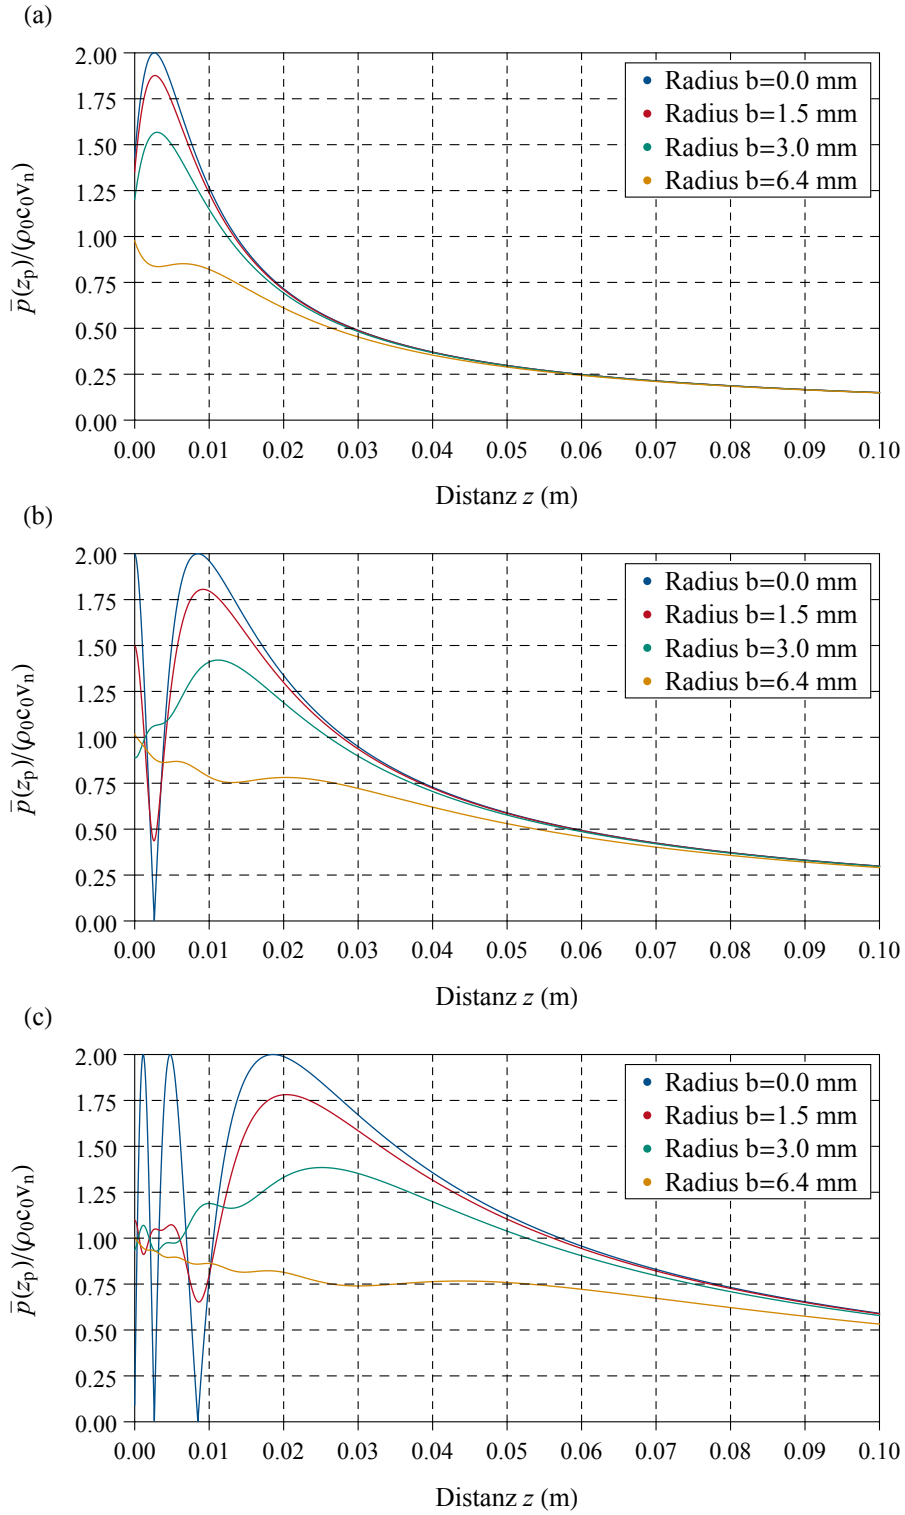 (a)
2.00
1.75
1.50
1.25
1.00
0.75
0.50
0.25
0.00
p̄(zₚ)/(ρ₀c₀vₙ)
Radius b=0.0 mm
Radius b=1.5 mm
Radius b=3.0 mm
Radius b=6.4 mm
0.00 0.01 0.02 0.03 0.04 0.05 0.06 0.07 0.08 0.09 0.10
Distanz z (m)
(b)
2.00
1.75
1.50
1.25
1.00
0.75
0.50
0.25
0.00
p̄(zₚ)/(ρ₀c₀vₙ)
Radius b=0.0 mm
Radius b=1.5 mm
Radius b=3.0 mm
Radius b=6.4 mm
0.00 0.01 0.02 0.03 0.04 0.05 0.06 0.07 0.08 0.09 0.10
Distanz z (m)
(c)
2.00
1.75
1.50
1.25
1.00
0.75
0.50
0.25
0.00
p̄(zₚ)/(ρ₀c₀vₙ)
Radius b=0.0 mm
Radius b=1.5 mm
Radius b=3.0 mm
Radius b=6.4 mm
0.00 0.01 0.02 0.03 0.04 0.05 0.06 0.07 0.08 0.09 0.10
Distanz z (m)